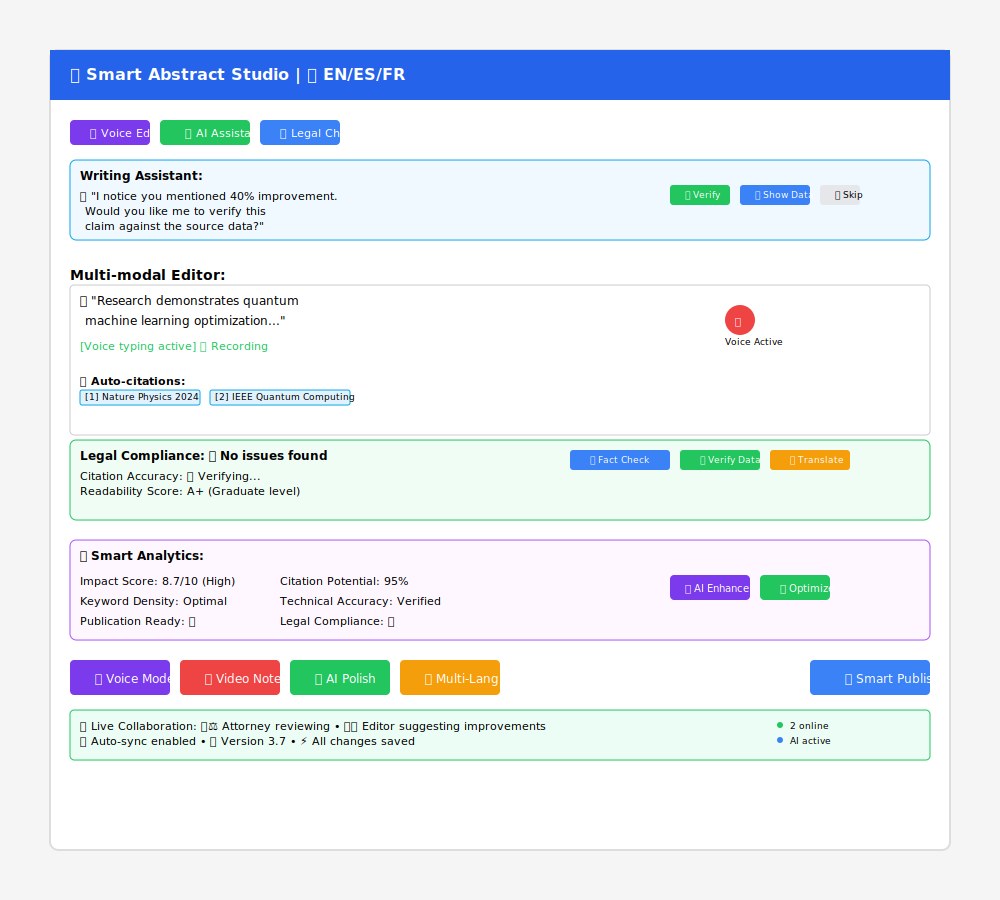 Smart Abstract Studio | EN/ES/FR
Voice Ed
AI Assista
Legal Ch
Writing Assistant:
"I notice you mentioned 40% improvement.
Would you like me to verify this
claim against the source data?"
Verify
Show Data
Skip
Multi-modal Editor:
"Research demonstrates quantum
machine learning optimization..."
[Voice typing active] Recording
Voice Active
Auto-citations:
[1] Nature Physics 2024
[2] IEEE Quantum Computing
Legal Compliance: No issues found
Fact Check
Verify Data
Translate
Citation Accuracy: Verifying...
Readability Score: A+ (Graduate level)
Smart Analytics:
Impact Score: 8.7/10 (High)
Citation Potential: 95%
Keyword Density: Optimal
Technical Accuracy: Verified
Publication Ready:
Legal Compliance:
AI Enhance
Optimize
Voice Mode
Video Note
AI Polish
Multi-Lang
Smart Publis
Live Collaboration: ⚖ Attorney reviewing • Editor suggesting improvements
2 online
Auto-sync enabled • Version 3.7 • ⚡ All changes saved
AI active